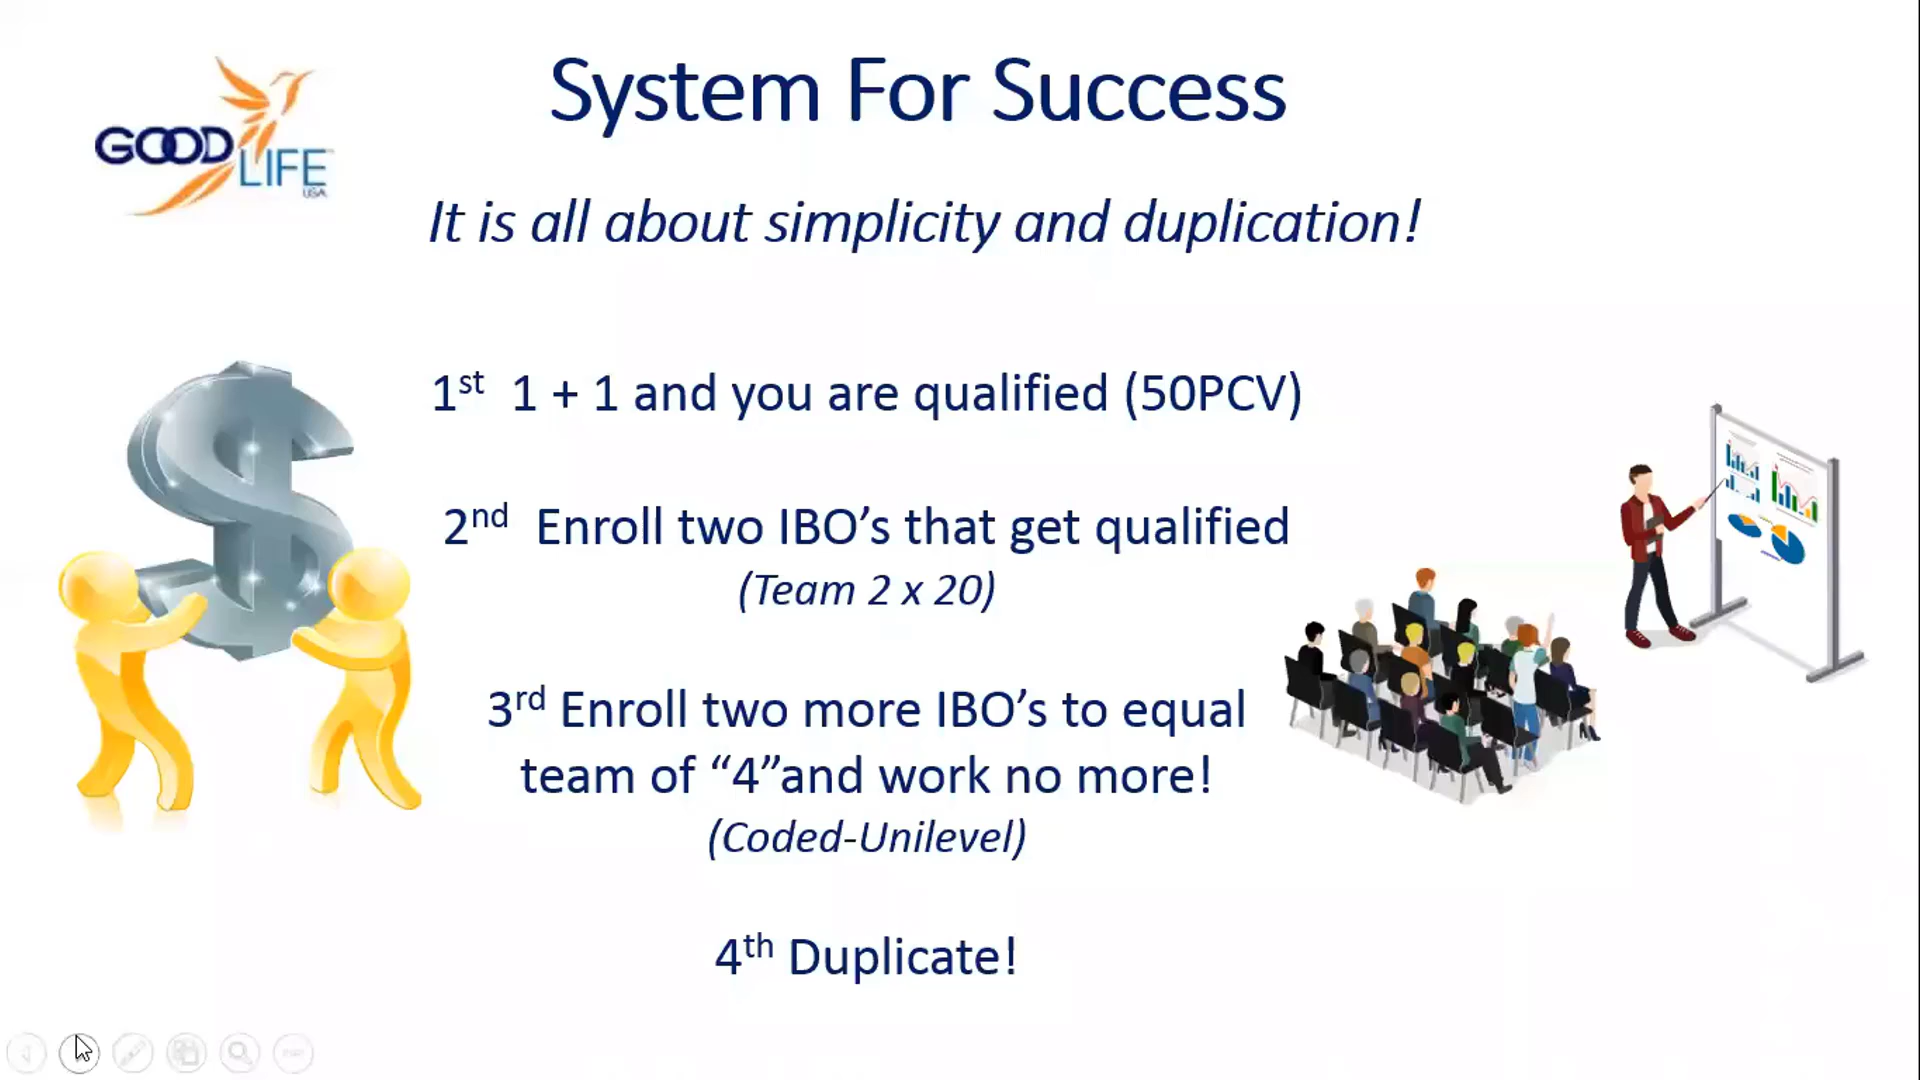 GOOD
LIFE
USA
System For Success
It is all about simplicity and duplication!
1st 1 + 1 and you are qualified (50PCV)
2nd Enroll two IBO’s that get qualified
(Team 2 x 20)
3rd Enroll two more IBO’s to equal
team of “4”and work no more!
(Coded-Unilevel)
4th Duplicate!